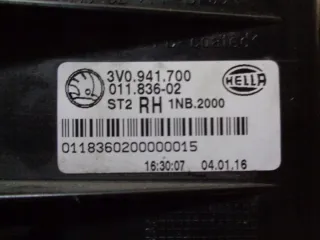 3V0.941.700
011.836-02
ST2 RH 1NB.2000
HELLA
0118360200000015
16:30:07 04.01.16